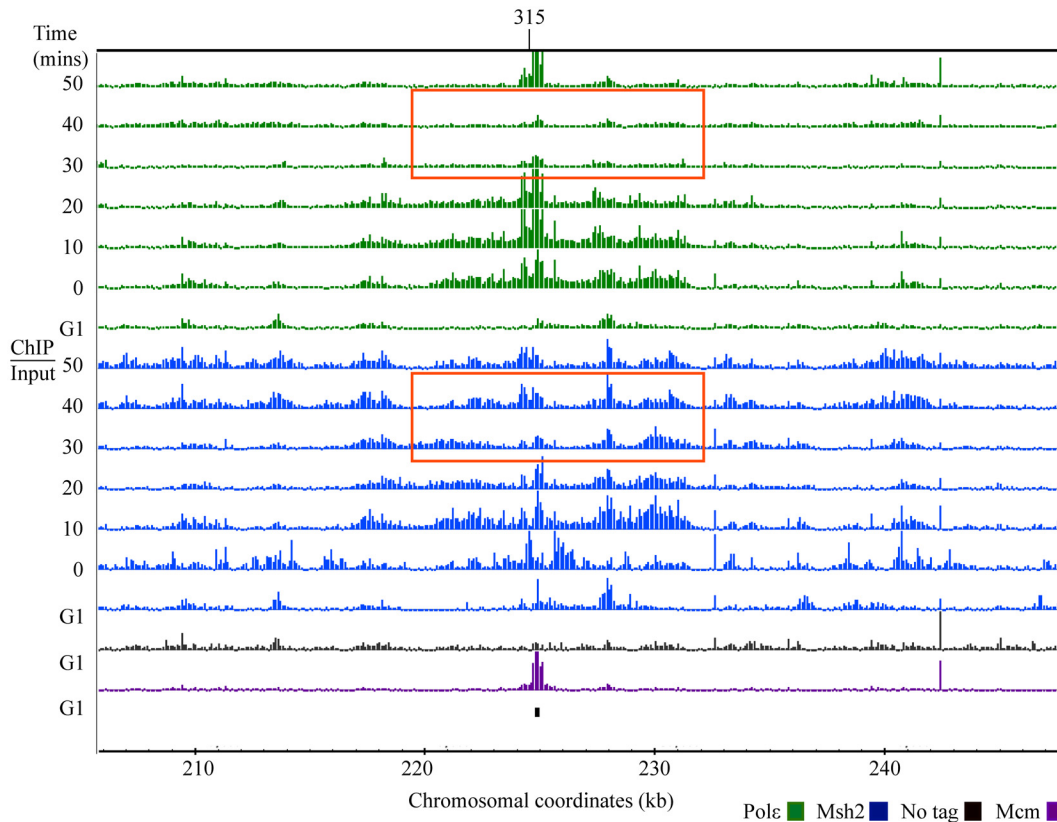 315
Time
(mins)
50
40
30
20
10
0
G1
ChIP
Input
50
40
30
20
10
0
G1
G1
G1
210 220 230 240
Chromosomal coordinates (kb)
Polε Msh2 No tag Mcm